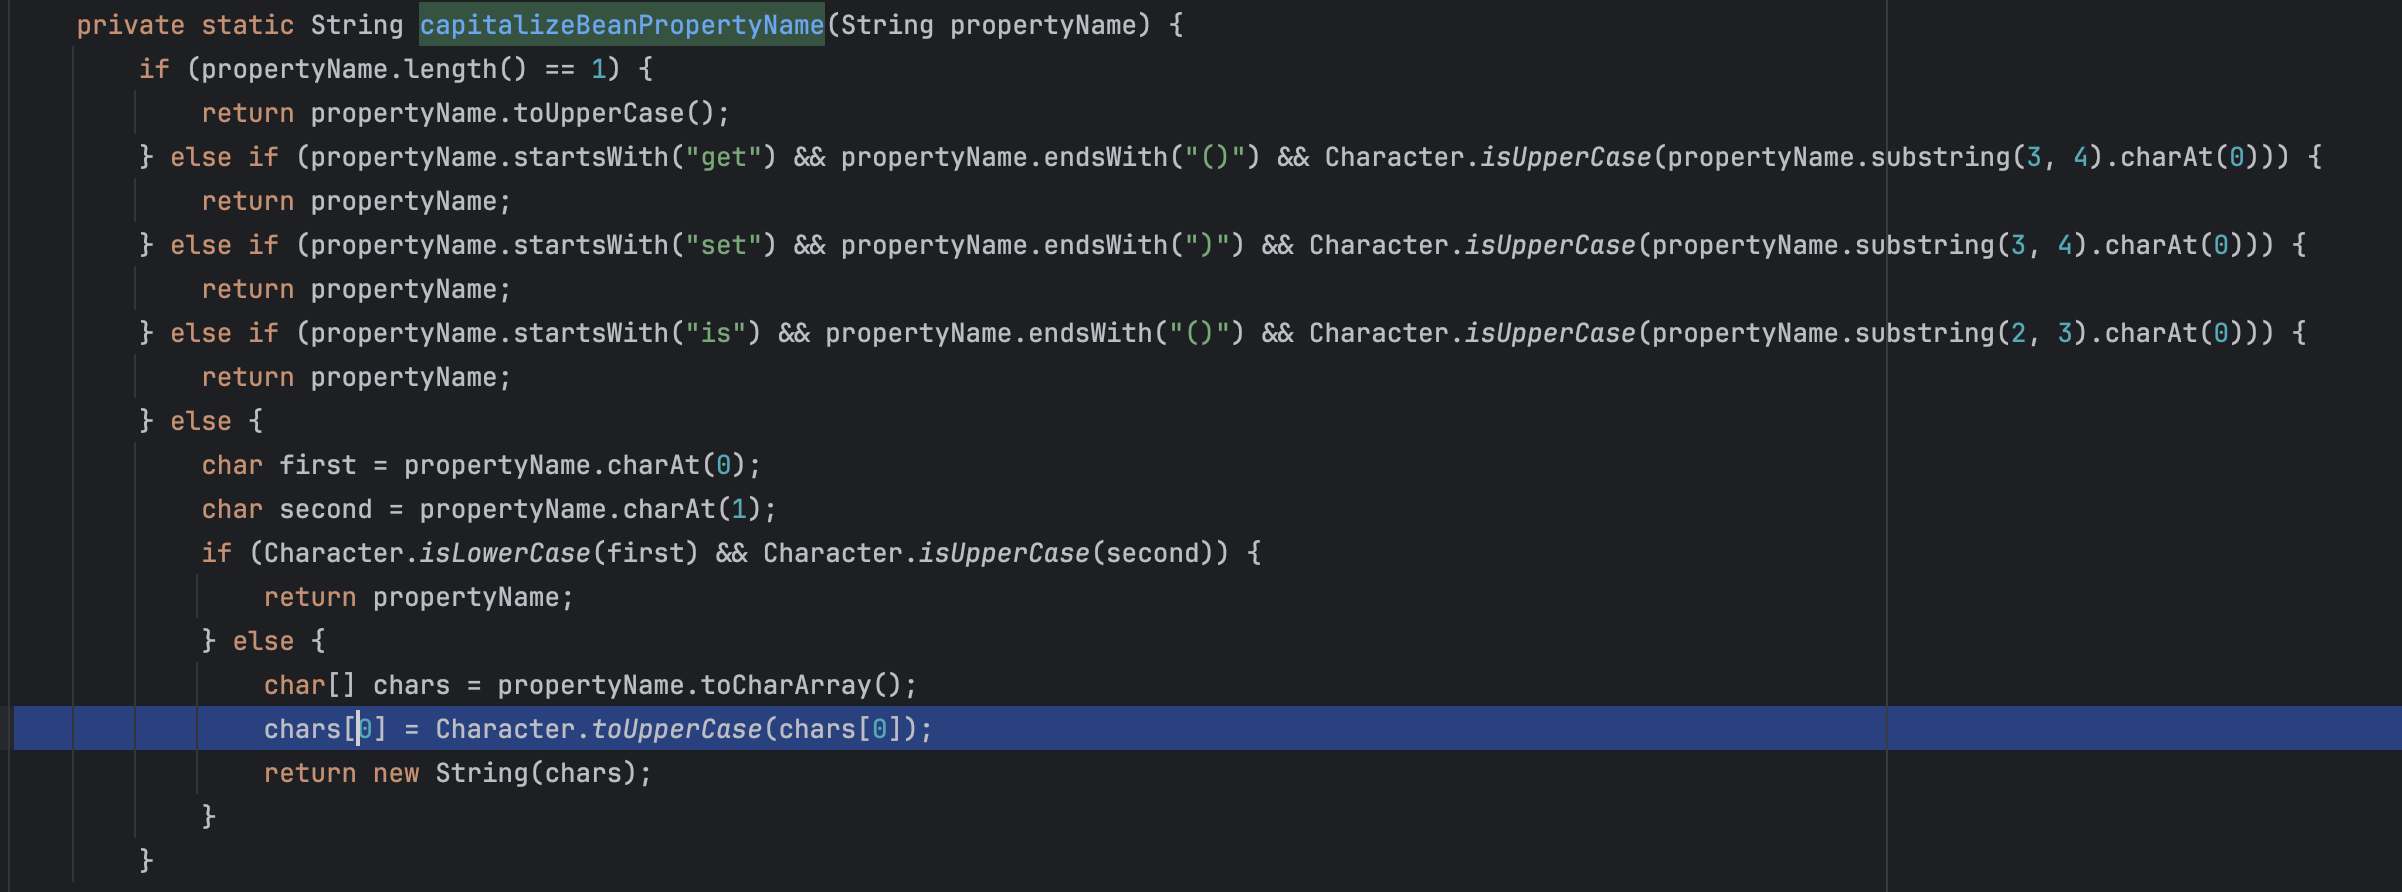 private static String capitalizeBeanPropertyName(String propertyName) {
    if (propertyName.length() == 1) {
        return propertyName.toUpperCase();
    } else if (propertyName.startsWith("get") && propertyName.endsWith("()") && Character.isUpperCase(propertyName.substring(3, 4).charAt(0))) {
        return propertyName;
    } else if (propertyName.startsWith("set") && propertyName.endsWith(")") && Character.isUpperCase(propertyName.substring(3, 4).charAt(0))) {
        return propertyName;
    } else if (propertyName.startsWith("is") && propertyName.endsWith("()") && Character.isUpperCase(propertyName.substring(2, 3).charAt(0))) {
        return propertyName;
    } else {
        char first = propertyName.charAt(0);
        char second = propertyName.charAt(1);
        if (Character.isLowerCase(first) && Character.isUpperCase(second)) {
            return propertyName;
        } else {
            char[] chars = propertyName.toCharArray();
            chars[0] = Character.toUpperCase(chars[0]);
            return new String(chars);
        }
    }